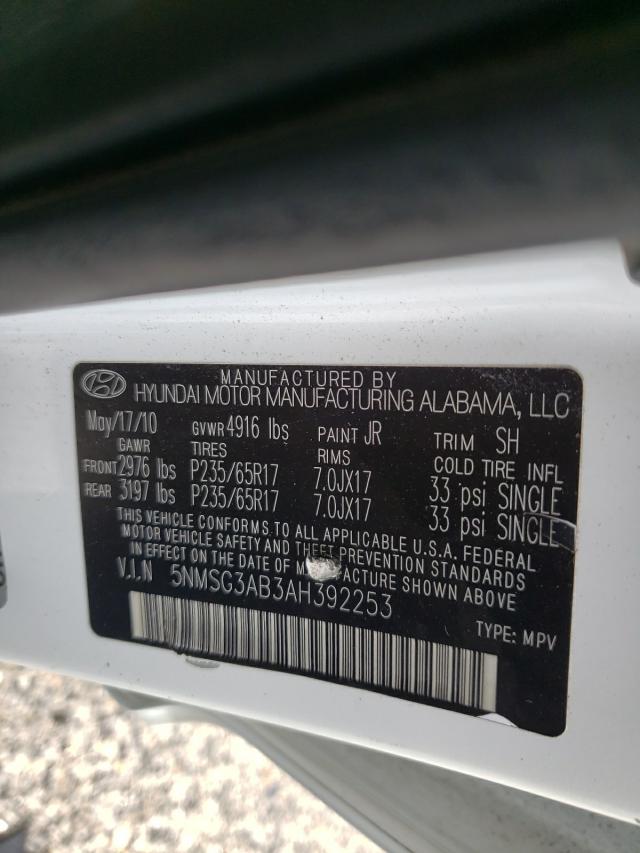 MANUFACTURED BY
HYUNDAI MOTOR MANUFACTURING ALABAMA, LLC
May/17/10 GVWR 4916 lbs PAINT JR TRIM SH
GAWR TIRES RIMS COLD TIRE INFL
FRONT 2976 lbs P235/65R17 7.0JX17 33 psi SINGLE
REAR 3197 lbs P235/65R17 7.0JX17 33 psi SINGLE
THIS VEHICLE CONFORMS TO ALL APPLICABLE U.S.A. FEDERAL
MOTOR VEHICLE SAFETY AND THEFT PREVENTION STANDARDS
IN EFFECT ON THE DATE OF MANUFACTURE SHOWN ABOVE
V.I.N 5NMSG3AB3AH392253
TYPE: MPV